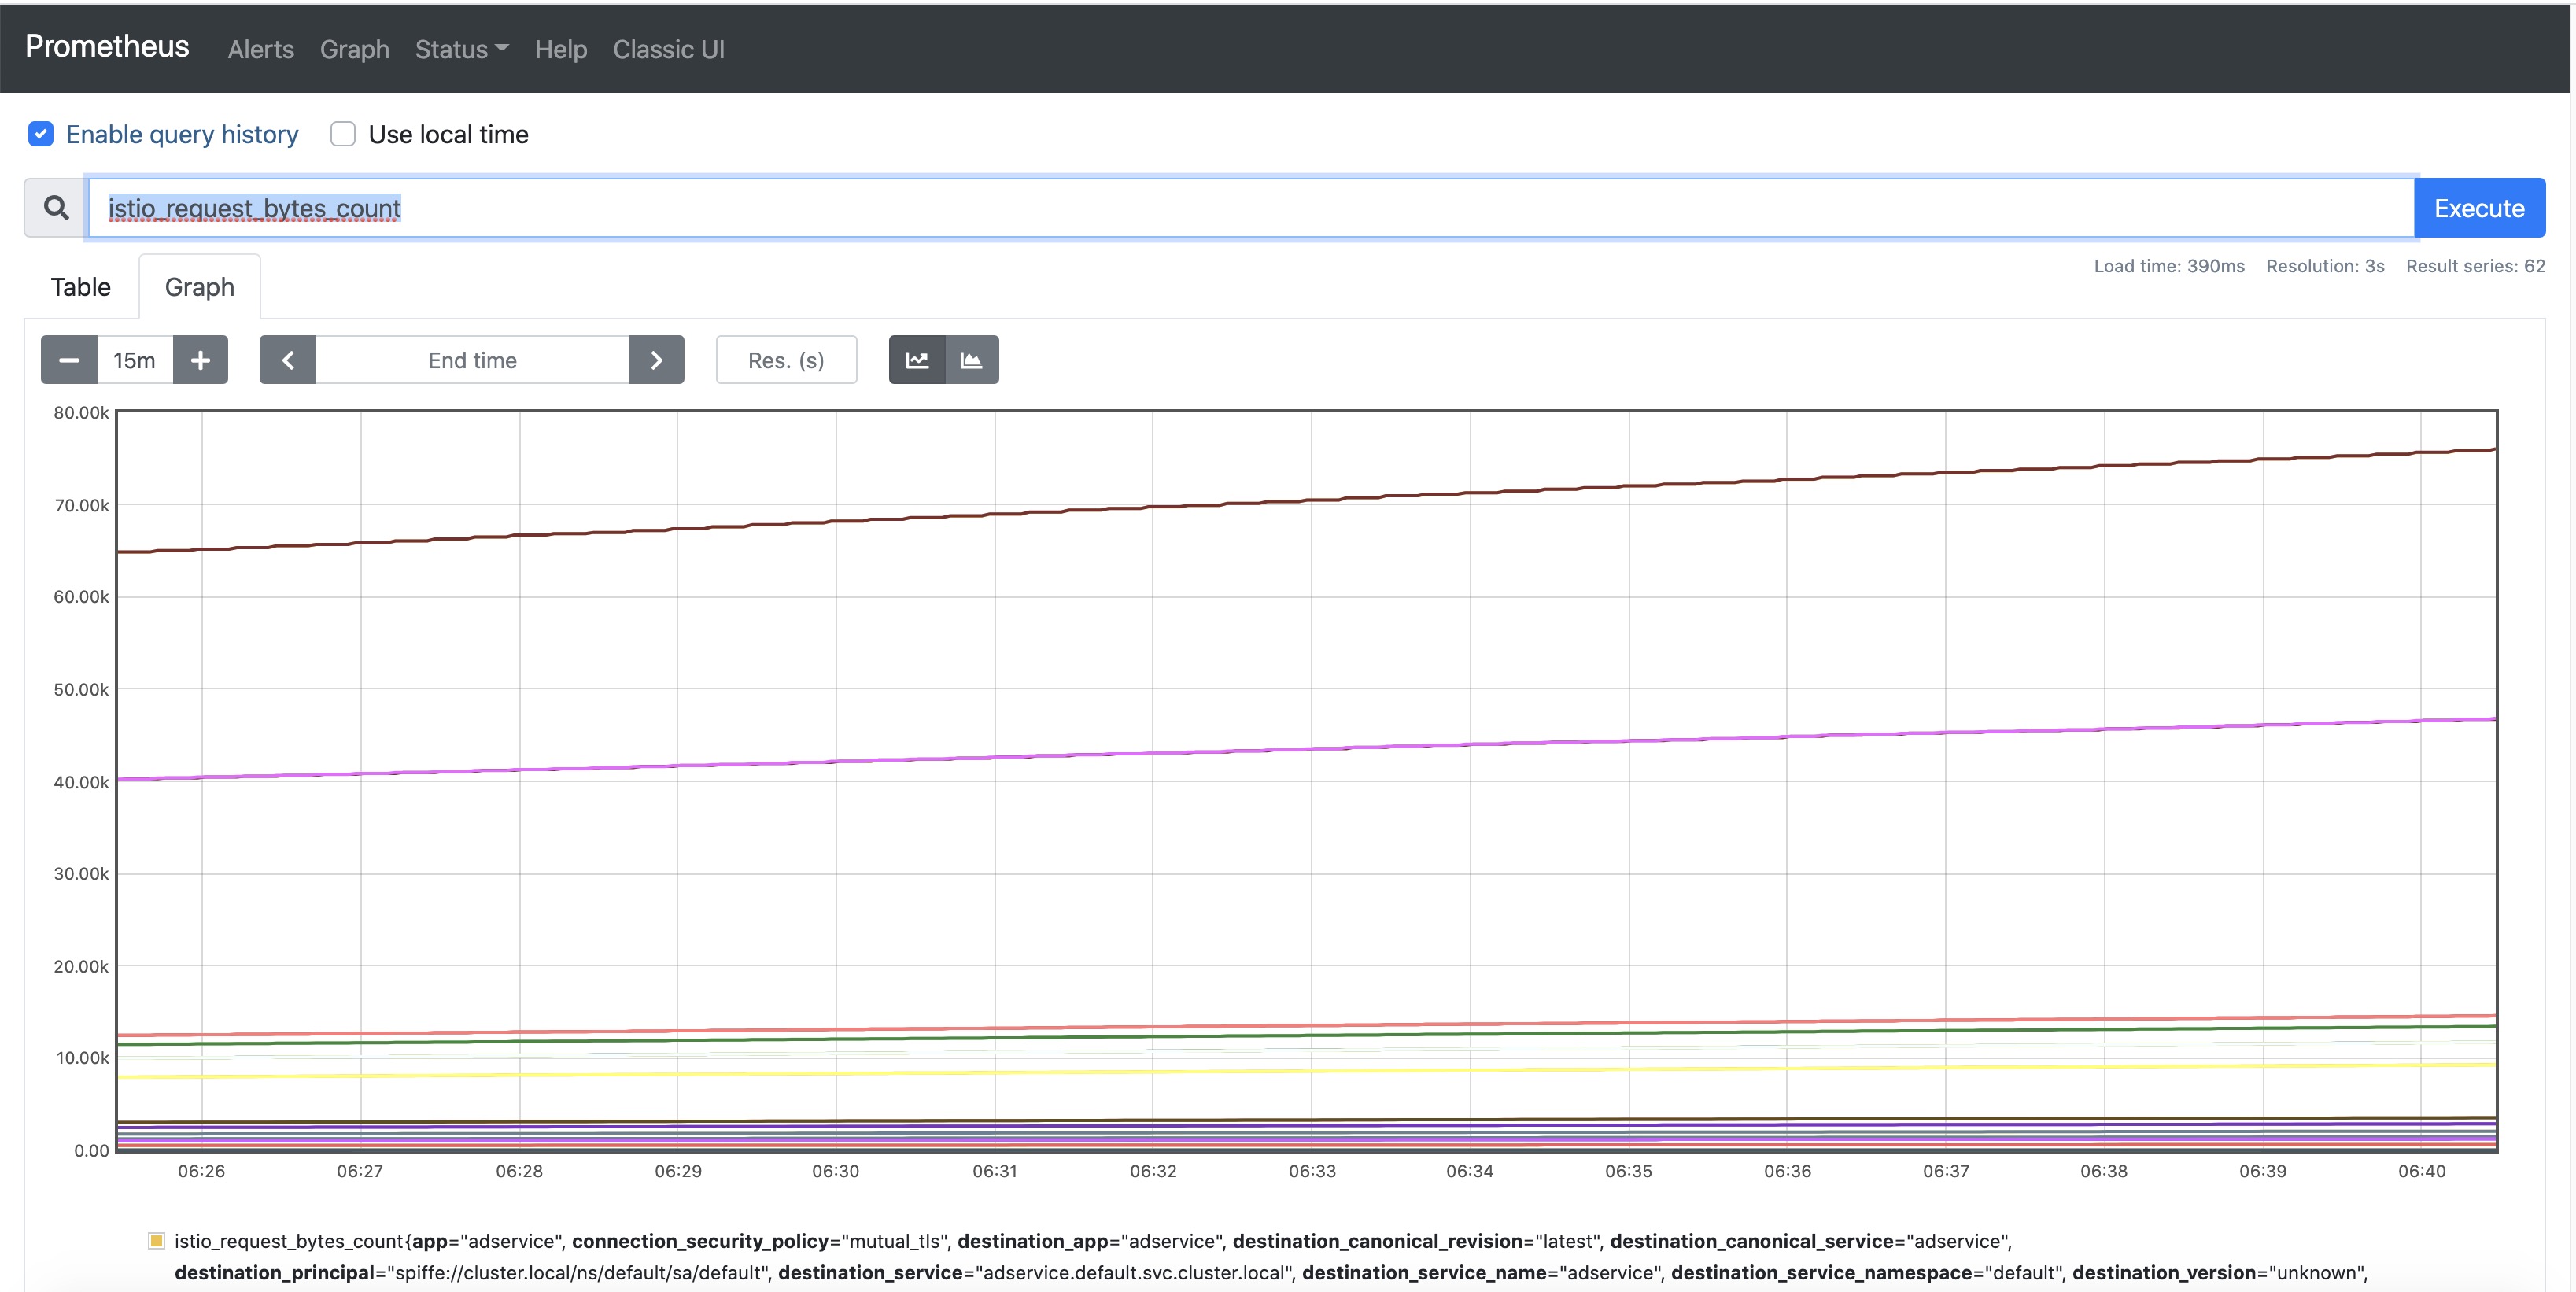 Prometheus Alerts Graph Status Help Classic UI
Enable query history Use local time
istio_request_bytes_count Execute
Table Graph Load time: 390ms Resolution: 3s Result series: 62
15m End time Res. (s)
80.00k
70.00k
60.00k
50.00k
40.00k
30.00k
20.00k
10.00k
0.00
06:26 06:27 06:28 06:29 06:30 06:31 06:32 06:33 06:34 06:35 06:36 06:37 06:38 06:39 06:40
istio_request_bytes_count{app="adservice", connection_security_policy="mutual_tls", destination_app="adservice", destination_canonical_revision="latest", destination_canonical_service="adservice",
destination_principal="spiffe://cluster.local/ns/default/sa/default", destination_service="adservice.default.svc.cluster.local", destination_service_name="adservice", destination_service_namespace="default", destination_version="unknown",